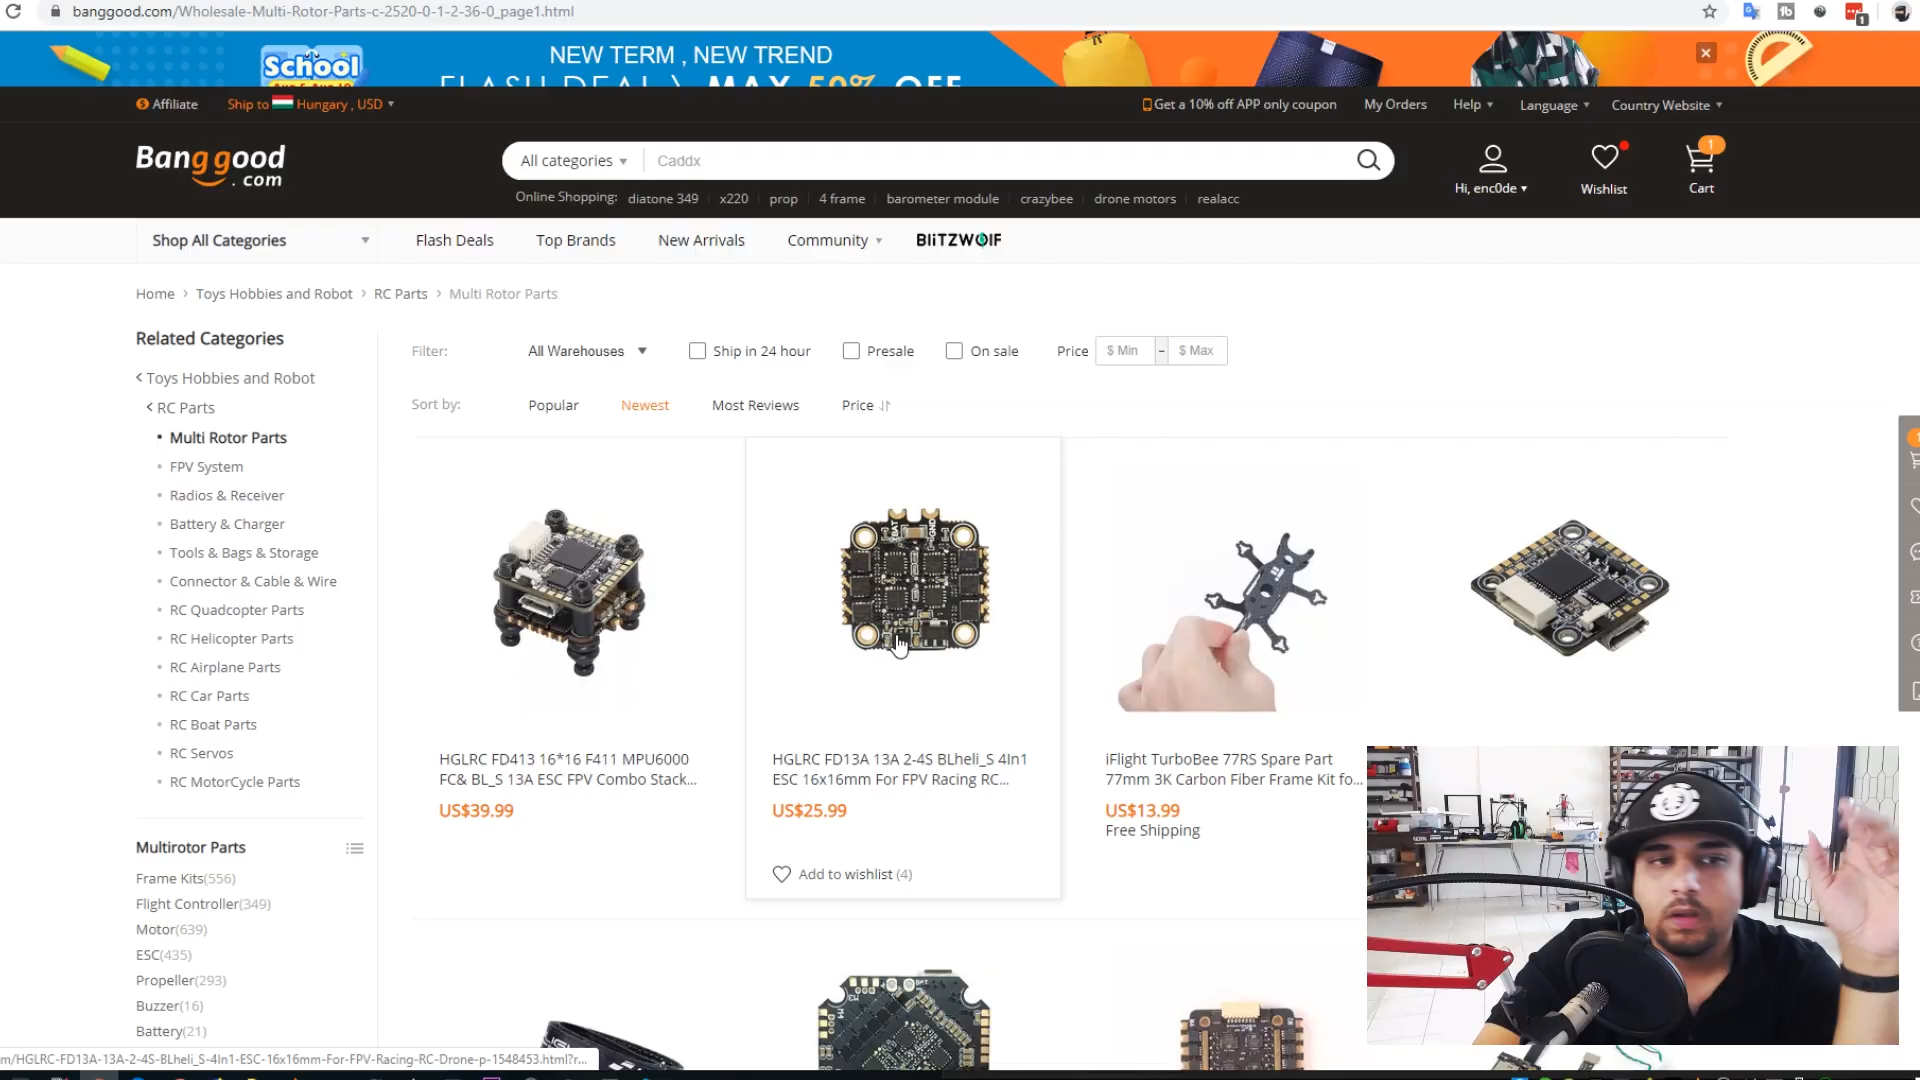 banggood.com/Wholesale-Multi-Rotor-Parts-c-2520-0-1-2-36-0_page1.html
1
School
NEW TERM , NEW TREND
FLASH DEAL \ MAX 50% OFF
Affiliate
Ship to Hungary , USD
Get a 10% off APP only coupon
My Orders
Help
Language
Country Website
Banggood
.com
All categories
Caddx
Online Shopping: diatone 349 x220 prop 4 frame barometer module crazybee drone motors realacc
Hi, enc0de
Wishlist
1
Cart
Shop All Categories
Flash Deals
Top Brands
New Arrivals
Community
BLITZWOLF
Home > Toys Hobbies and Robot > RC Parts > Multi Rotor Parts
Related Categories
< Toys Hobbies and Robot
< RC Parts
• Multi Rotor Parts
• FPV System
• Radios & Receiver
• Battery & Charger
• Tools & Bags & Storage
• Connector & Cable & Wire
• RC Quadcopter Parts
• RC Helicopter Parts
• RC Airplane Parts
• RC Car Parts
• RC Boat Parts
• RC Servos
• RC MotorCycle Parts
Multirotor Parts
Frame Kits(556)
Flight Controller(349)
Motor(639)
ESC(435)
Propeller(293)
Buzzer(16)
Battery(21)
Filter:
All Warehouses
Ship in 24 hour
Presale
On sale
Price $ Min - $ Max
Sort by:
Popular
Newest
Most Reviews
Price
BAT
GND
HGLRC FD413 16*16 F411 MPU6000
FC& BL_S 13A ESC FPV Combo Stack...
US$39.99
HGLRC FD13A 13A 2-4S BLheli_S 4In1
ESC 16x16mm For FPV Racing RC...
US$25.99
Add to wishlist (4)
iFlight TurboBee 77RS Spare Part
77mm 3K Carbon Fiber Frame Kit fo...
US$13.99
Free Shipping
m/HGLRC-FD13A-13A-2-4S-BLheli_S-4In1-ESC-16x16mm-For-FPV-Racing-RC-Drone-p-1548453.html?r...